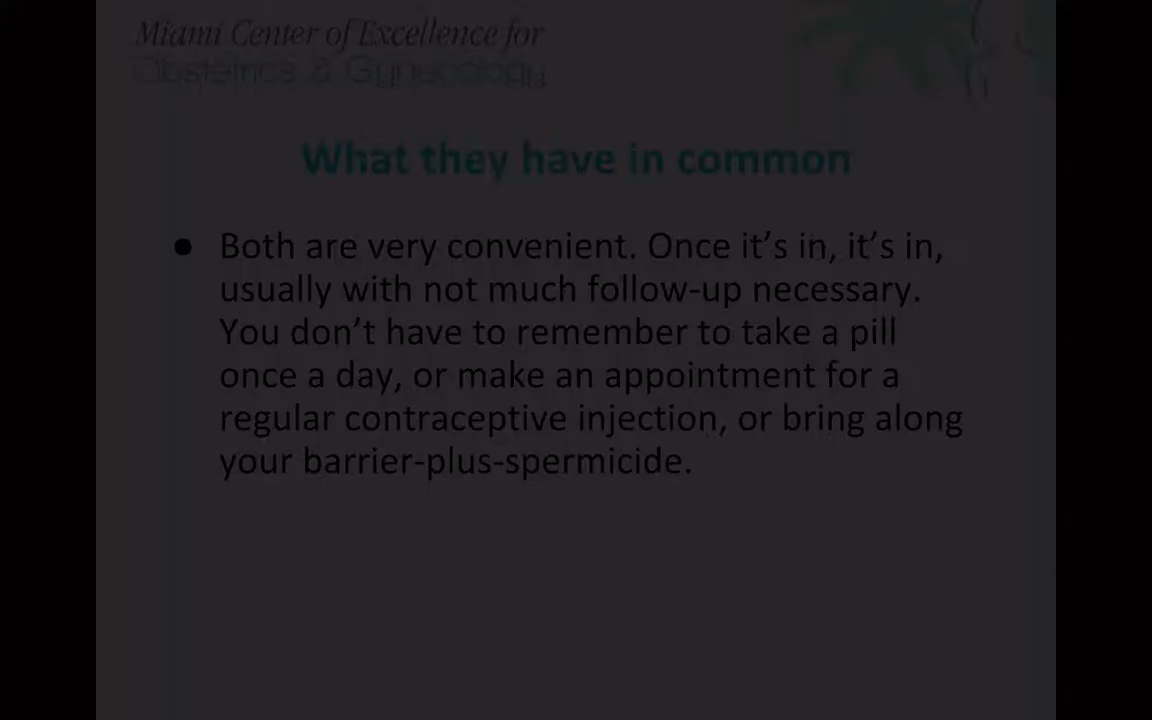 Miami Center of Excellence for
Obstetrics & Gynecology
What they have in common
● Both are very convenient. Once it’s in, it’s in,
usually with not much follow-up necessary.
You don’t have to remember to take a pill
once a day, or make an appointment for a
regular contraceptive injection, or bring along
your barrier-plus-spermicide.